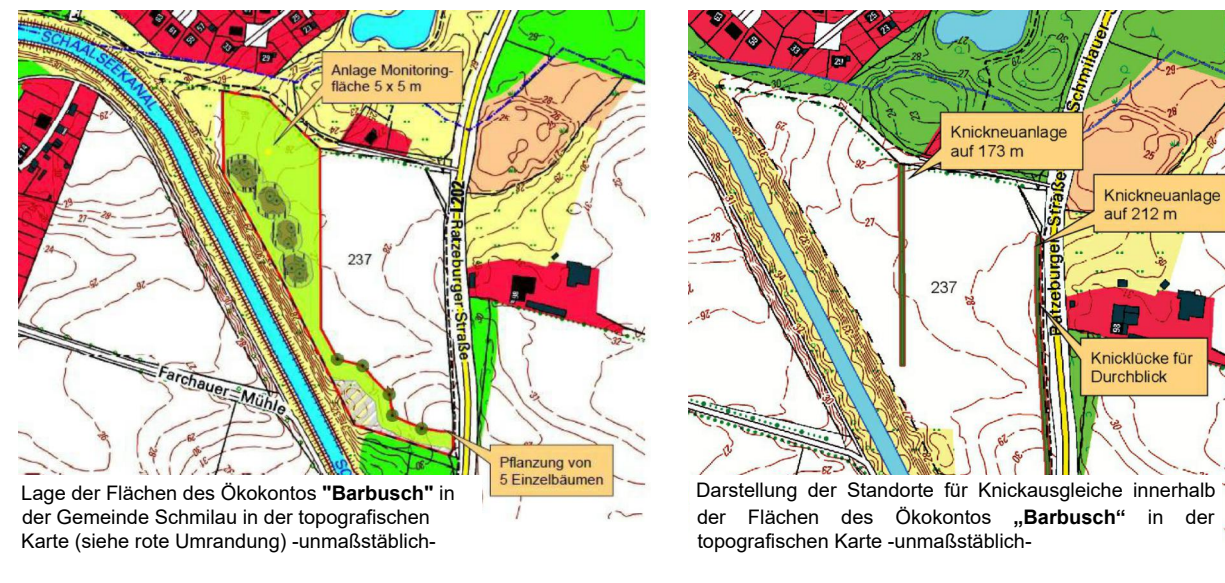 SCHAALSEEKANAL
Anlage Monitoring-
fläche 5 x 5 m
237
202
Ratzeburger Straße
Farchauer Mühle
98
Pflanzung von
5 Einzelbäumen
Lage der Flächen des Ökokontos "Barbusch" in
der Gemeinde Schmilau in der topografischen
Karte (siehe rote Umrandung) -unmaßstäblich-
Schmilauer
Knickneuanlage
auf 173 m
Knickneuanlage
auf 212 m
237
Ratzeburger Straße
98
Knicklücke für
Durchblick
Darstellung der Standorte für Knickausgleiche innerhalb
der Flächen des Ökokontos „Barbusch“ in der
topografischen Karte -unmaßstäblich-